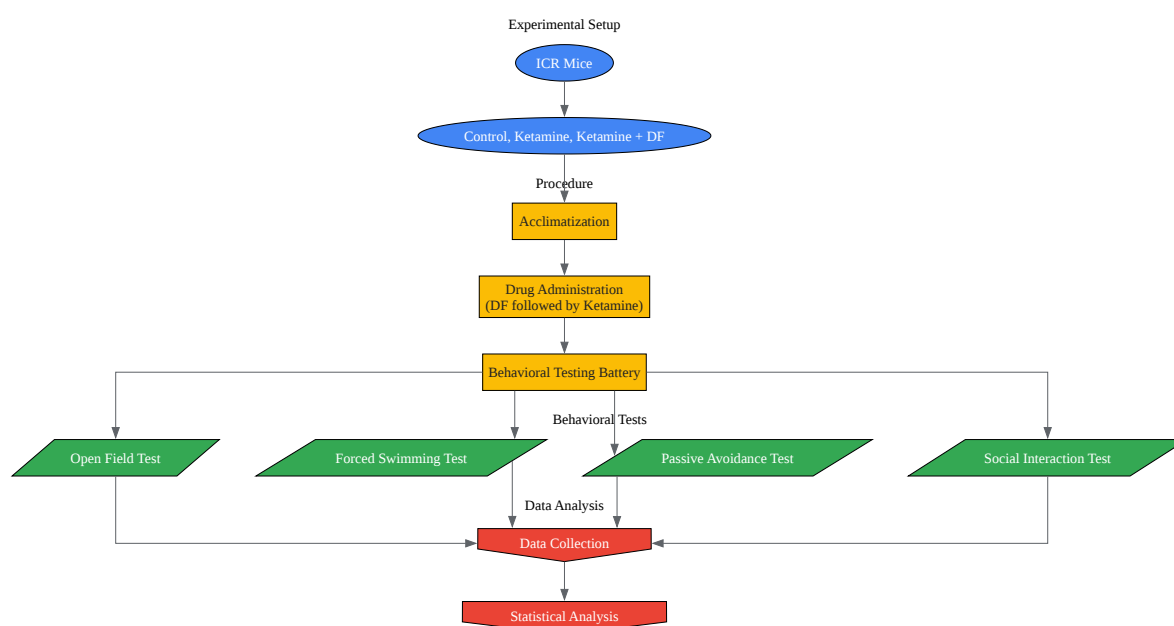 Experimental Setup
ICR Mice
Control, Ketamine, Ketamine + DF
Procedure
Acclimatization
Drug Administration
(DF followed by Ketamine)
Behavioral Testing Battery
Behavioral Tests
Open Field Test
Forced Swimming Test
Passive Avoidance Test
Social Interaction Test
Data Analysis
Data Collection
Statistical Analysis